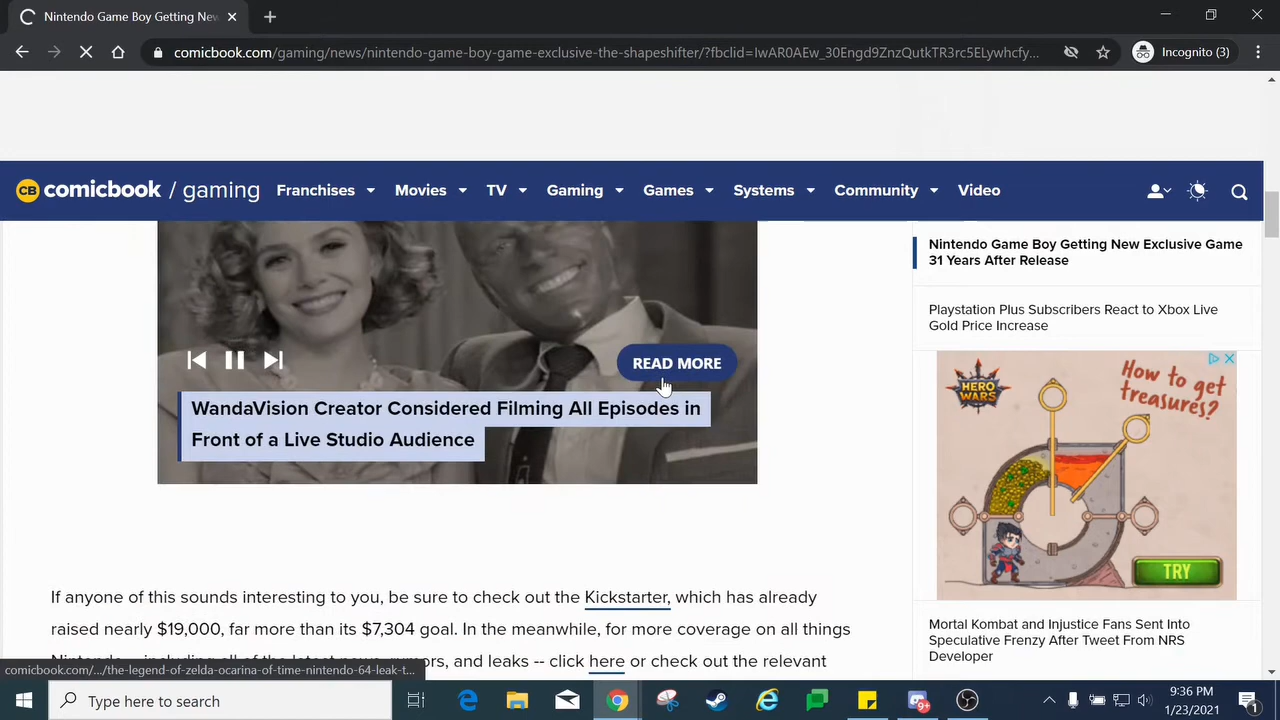 Nintendo Game Boy Getting New
comicbook.com/gaming/news/nintendo-game-boy-game-exclusive-the-shapeshifter/?fbclid=IwAR0AEw_30Engd9ZnzQutkTR3rc5ELywhcfy...
Incognito (3)
CB comicbook / gaming
Franchises
Movies
TV
Gaming
Games
Systems
Community
Video
Nintendo Game Boy Getting New Exclusive Game
31 Years After Release
Playstation Plus Subscribers React to Xbox Live
Gold Price Increase
READ MORE
WandaVision Creator Considered Filming All Episodes in
Front of a Live Studio Audience
HERO
WARS
How to get
treasures?
TRY
If anyone of this sounds interesting to you, be sure to check out the Kickstarter, which has already
raised nearly $19,000, far more than its $7,304 goal. In the meanwhile, for more coverage on all things
and leaks -- click here or check out the relevant
Mortal Kombat and Injustice Fans Sent Into
Speculative Frenzy After Tweet From NRS
Developer
comicbook.com/.../the-legend-of-zelda-ocarina-of-time-nintendo-64-leak-t...
Type here to search
9+
9:36 PM
1/23/2021
1